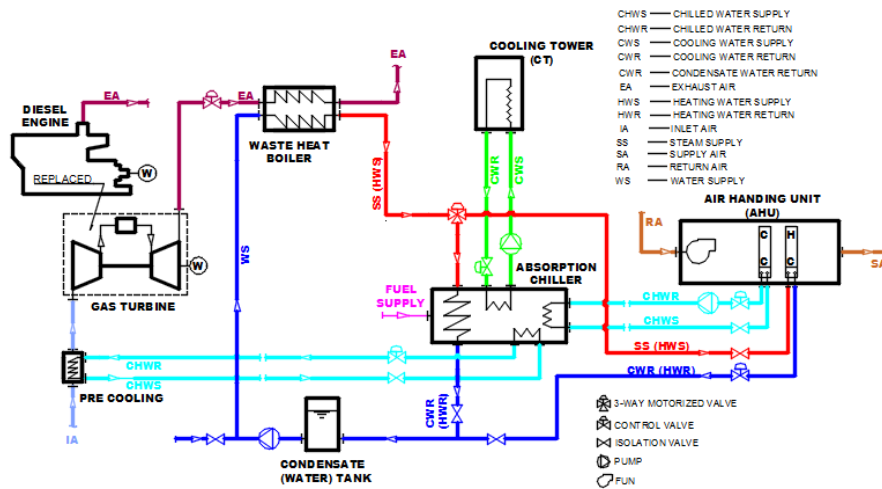 CHWS CHILLED WATER SUPPLY
CHWR CHILLED WATER RETURN
CWS COOLING WATER SUPPLY
CWR COOLING WATER RETURN
CWR CONDENSATE WATER RETURN
EA EXHAUST AIR
HWS HEATING WATER SUPPLY
HWR HEATING WATER RETURN
IA INLET AIR
SS STEAM SUPPLY
SA SUPPLY AIR
RA RETURN AIR
WS WATER SUPPLY
COOLING TOWER
(CT)
EA
EA
EA
DIESEL
ENGINE
W
REPLACED
WASTE HEAT
BOILER
SS (HWS)
CWR
CWS
WS
AIR HANDING UNIT
(AHU)
RA
C
C
H
C
SA
W
GAS TURBINE
ABSORPTION
CHILLER
FUEL
SUPPLY
CHWR
CHWS
SS (HWS)
CHWR
CHWS
PRE COOLING
IA
CWR
(HWR)
CWR (HWR)
CONDENSATE
(WATER) TANK
3-WAY MOTORIZED VALVE
CONTROL VALVE
ISOLATION VALVE
PUMP
FUN